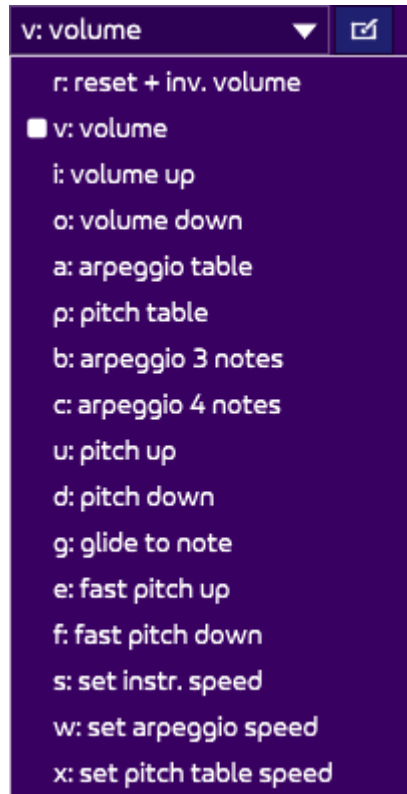 v: volume
r: reset + inv. volume
v: volume
i: volume up
o: volume down
a: arpeggio table
p: pitch table
b: arpeggio 3 notes
c: arpeggio 4 notes
u: pitch up
d: pitch down
g: glide to note
e: fast pitch up
f: fast pitch down
s: set instr. speed
w: set arpeggio speed
x: set pitch table speed